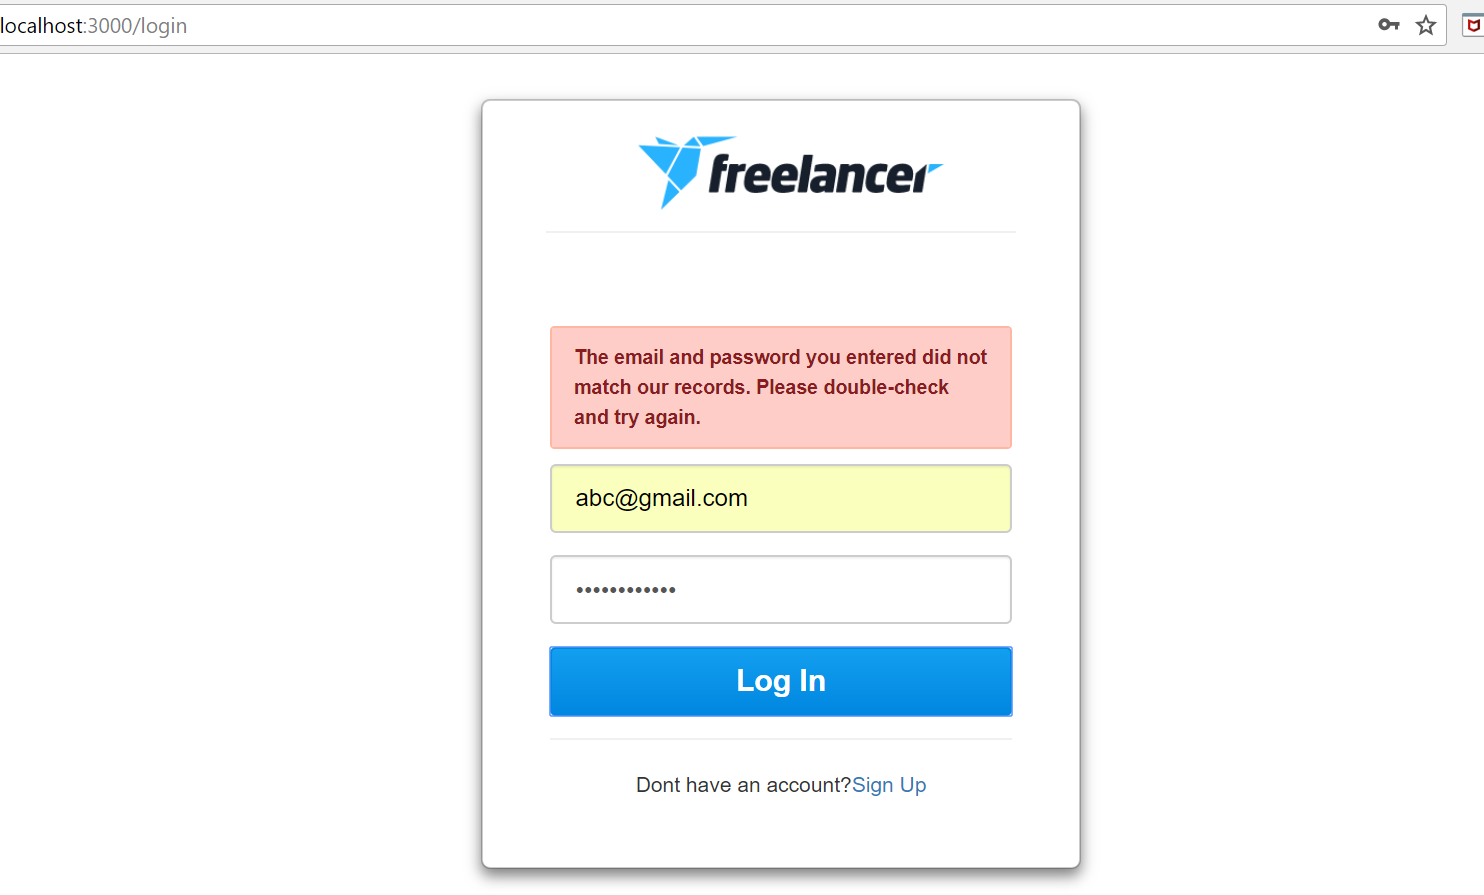 localhost:3000/login
freelancer
The email and password you entered did not
match our records. Please double-check
and try again.
abc@gmail.com
••••••••••••
Log In
Dont have an account?Sign Up